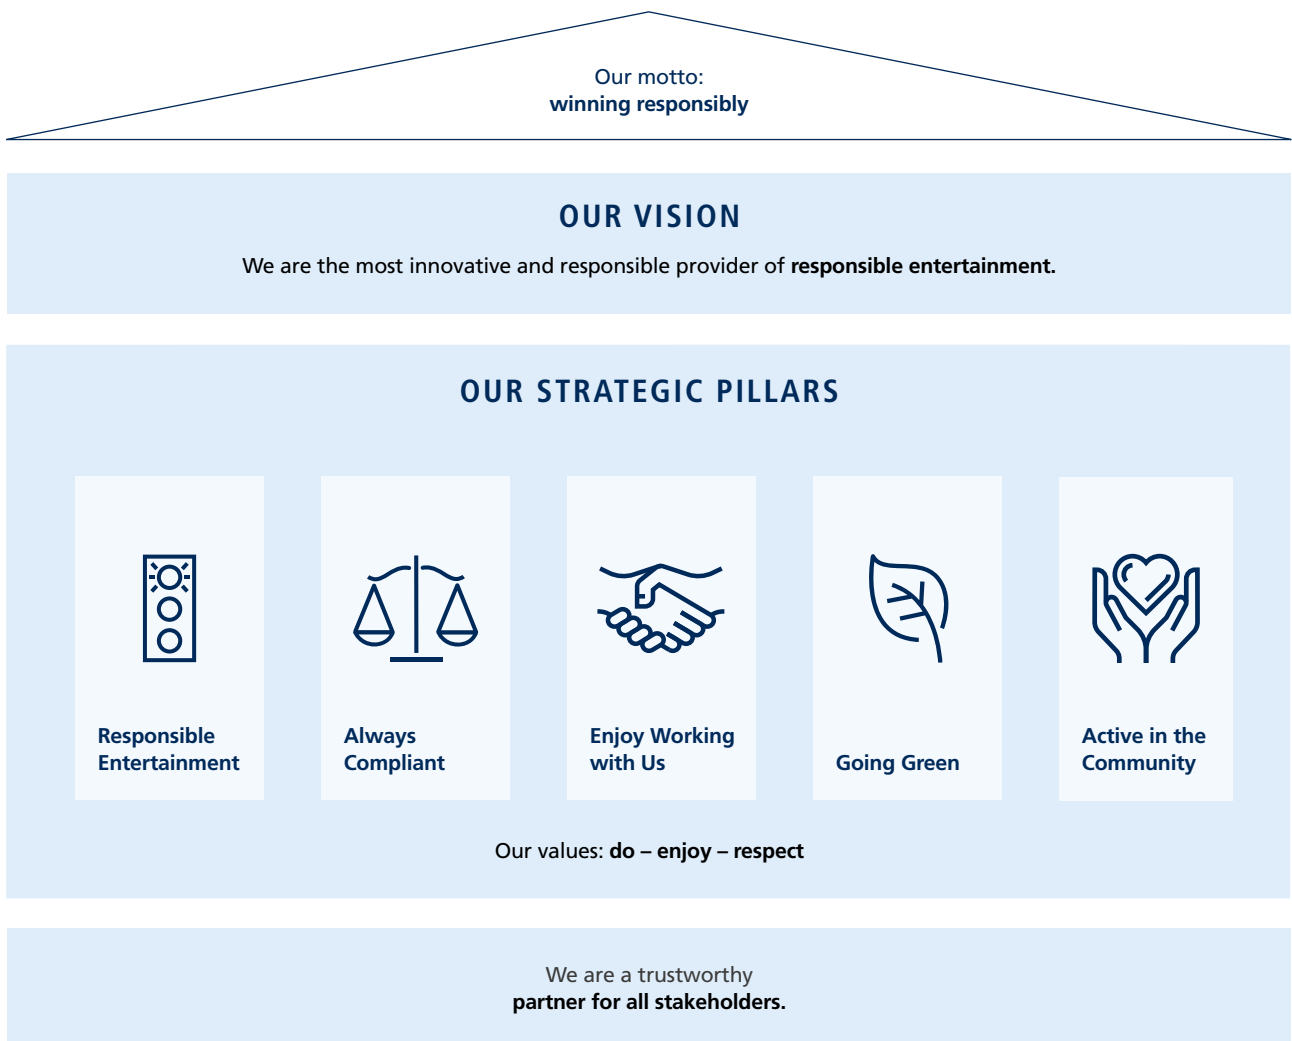 Our motto:
winning responsibly
OUR VISION
We are the most innovative and responsible provider of responsible entertainment.
OUR STRATEGIC PILLARS
Responsible
Entertainment
Always
Compliant
Enjoy Working
with Us
Going Green
Active in the
Community
Our values: do – enjoy – respect
We are a trustworthy
partner for all stakeholders.